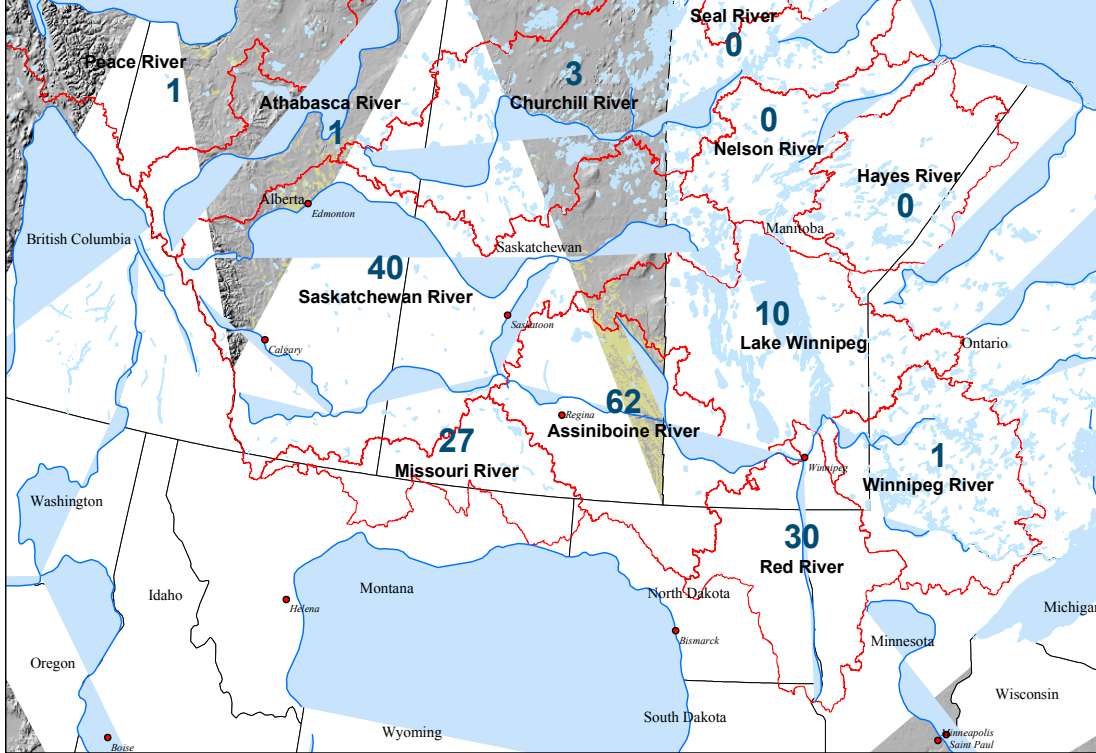 Seal River
0
Peace River
1
3
Churchill River
Athabasca River
1
0
Nelson River
Hayes River
0
Alberta
Edmonton
British Columbia
Manitoba
Saskatchewan
40
Saskatchewan River
Saskatoon
10
Lake Winnipeg
Calgary
Ontario
62
Regina
Assiniboine River
27
Missouri River
Winnipeg
1
Winnipeg River
Washington
30
Red River
Idaho
Montana
Helena
North Dakota
Michigan
Bismarck
Minnesota
Oregon
Wisconsin
South Dakota
Wyoming
Boise
Minneapolis
Saint Paul